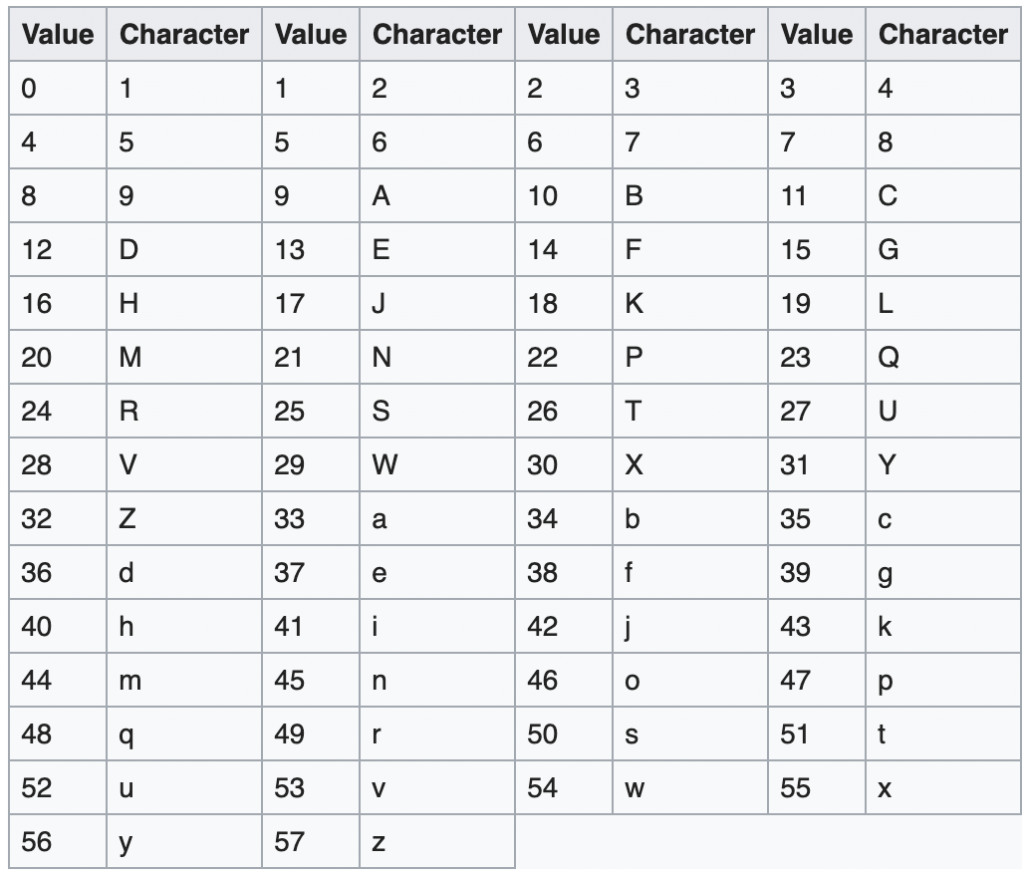 Value Character Value Character Value Character Value Character
0 1 1 2 2 3 3 4
4 5 5 6 6 7 7 8
8 9 9 A 10 B 11 C
12 D 13 E 14 F 15 G
16 H 17 J 18 K 19 L
20 M 21 N 22 P 23 Q
24 R 25 S 26 T 27 U
28 V 29 W 30 X 31 Y
32 Z 33 a 34 b 35 c
36 d 37 e 38 f 39 g
40 h 41 i 42 j 43 k
44 m 45 n 46 o 47 p
48 q 49 r 50 s 51 t
52 u 53 v 54 w 55 x
56 y 57 z